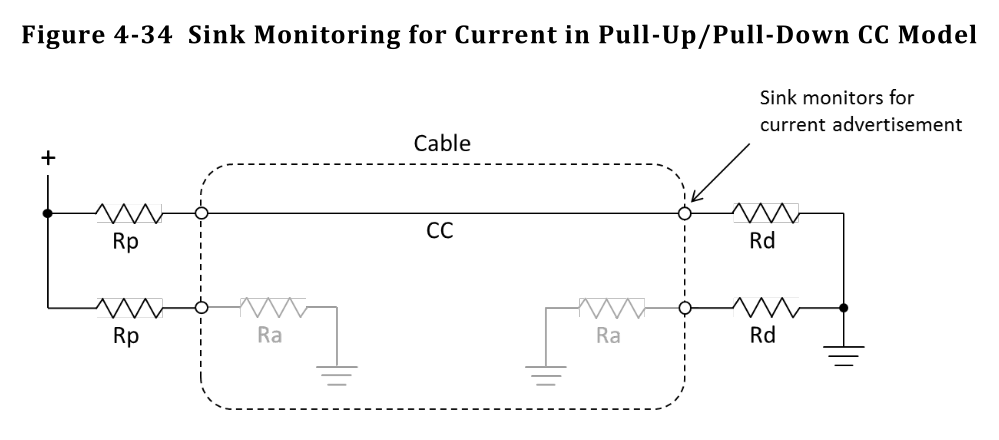 Figure 4-34 Sink Monitoring for Current in Pull-Up/Pull-Down CC Model
Sink monitors for
current advertisement
Cable
+
CC
Rp
Rd
Rp
Ra
Ra
Rd